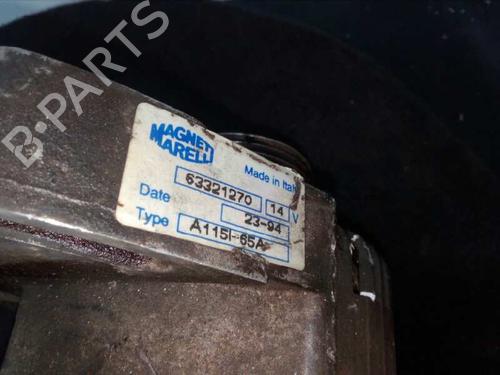 B-PARTS
MAGNETI
MARELLI
Made in Italy
63321270 14 V
Date 23-94
Type A115I-65A